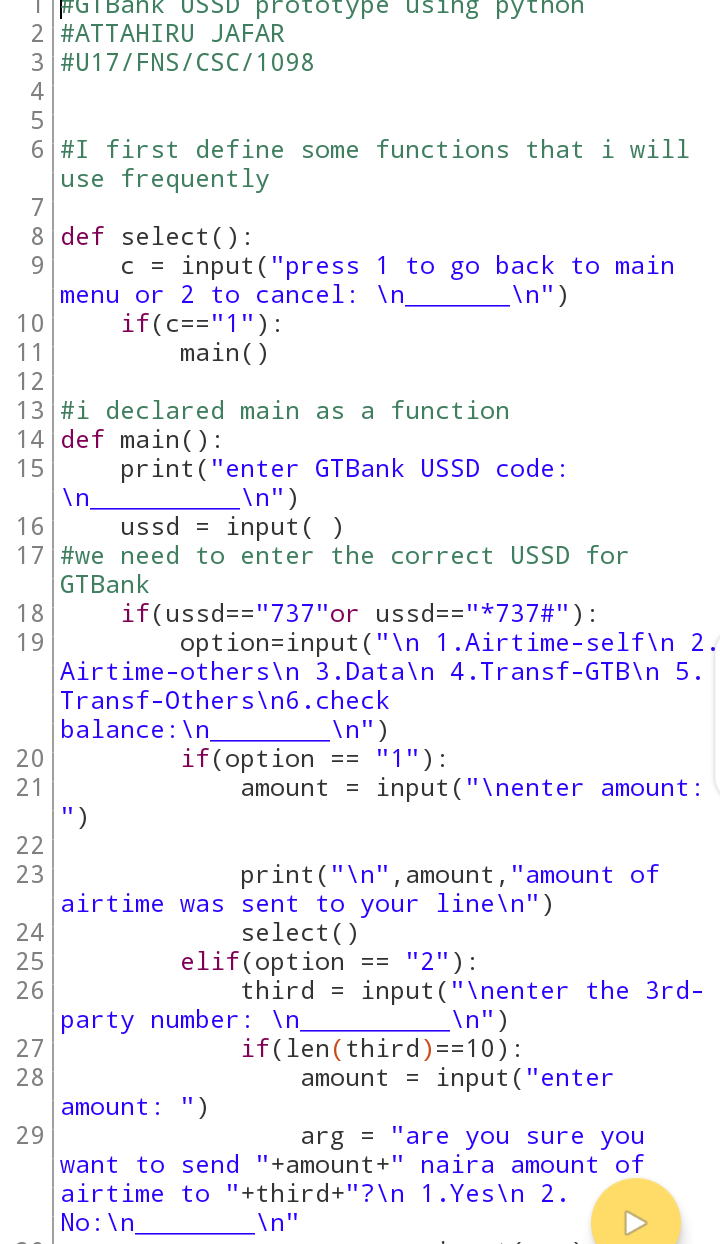 1 #GTBank USSD prototype using python
2 #ATTAHIRU JAFAR
3 #U17/FNS/CSC/1098
4
5
6 #I first define some functions that i will
use frequently
7
8 def select():
9 c = input("press 1 to go back to main
menu or 2 to cancel: \n_______\n")
10 if(c=="1"):
11 main()
12
13 #i declared main as a function
14 def main():
15 print("enter GTBank USSD code:
\n__________\n")
16 ussd = input( )
17 #we need to enter the correct USSD for
GTBank
18 if(ussd=="737"or ussd=="*737#"):
19 option=input("\n 1.Airtime-self\n 2.
Airtime-others\n 3.Data\n 4.Transf-GTB\n 5.
Transf-Others\n6.check
balance:\n________\n")
20 if(option == "1"):
21 amount = input("\nenter amount:
")
22
23 print("\n",amount,"amount of
airtime was sent to your line\n")
24 select()
25 elif(option == "2"):
26 third = input("\nenter the 3rd-
party number: \n__________\n")
27 if(len(third)==10):
28 amount = input("enter
amount: ")
29 arg = "are you sure you
want to send "+amount+" naira amount of
airtime to "+third+"?\n 1.Yes\n 2.
No:\n________\n"